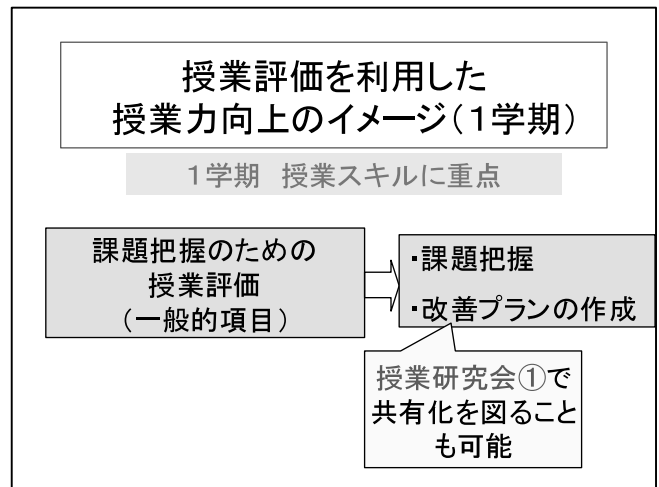 授業評価を利用した
授業力向上のイメージ(1学期)
1学期 授業スキルに重点
課題把握のための
授業評価
(一般的項目)
・課題把握
・改善プランの作成
授業研究会①で
共有化を図ること
も可能